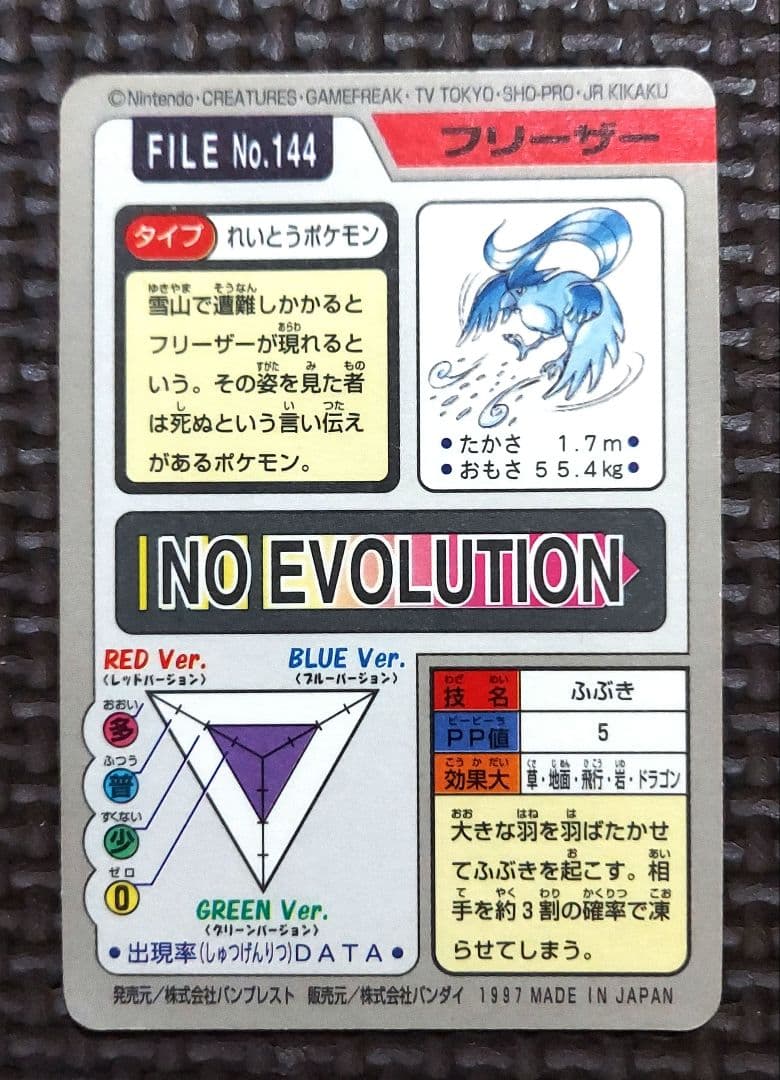 ©Nintendo・CREATURES・GAMEFREAK・TV TOKYO・SHO-PRO・JR KIKAKU
FILE No.144
フリーザー
タイプ れいとうポケモン
ゆきやま そうなん
雪山で遭難しかかると
あらわ
フリーザーが現れると
すがた み もの
いう。その姿を見た者
し い つた
は死ぬという言い伝え
があるポケモン。
●たかさ 1.7m●
●おもさ 55.4kg●
NO EVOLUTION
RED Ver.
(レッドバージョン)
BLUE Ver.
(ブルーバージョン)
おおい
多
ふつう
普
すくない
少
ゼロ
0
GREEN Ver.
(グリーンバージョン)
●出現率(しゅつげんりつ)DATA●
わざ めい
技名 ふぶき
ピーピーち
PP値 5
こうか だい
効果大
くさ じめん ひこう いわ
草・地面・飛行・岩・ドラゴン
おお はね は
大きな羽を羽ばたかせ
お あい
てふぶきを起こす。相
て やく わり かくりつ こお
手を約3割の確率で凍
らせてしまう。
発売元/株式会社バンプレスト 販売元/株式会社バンダイ 1997 MADE IN JAPAN